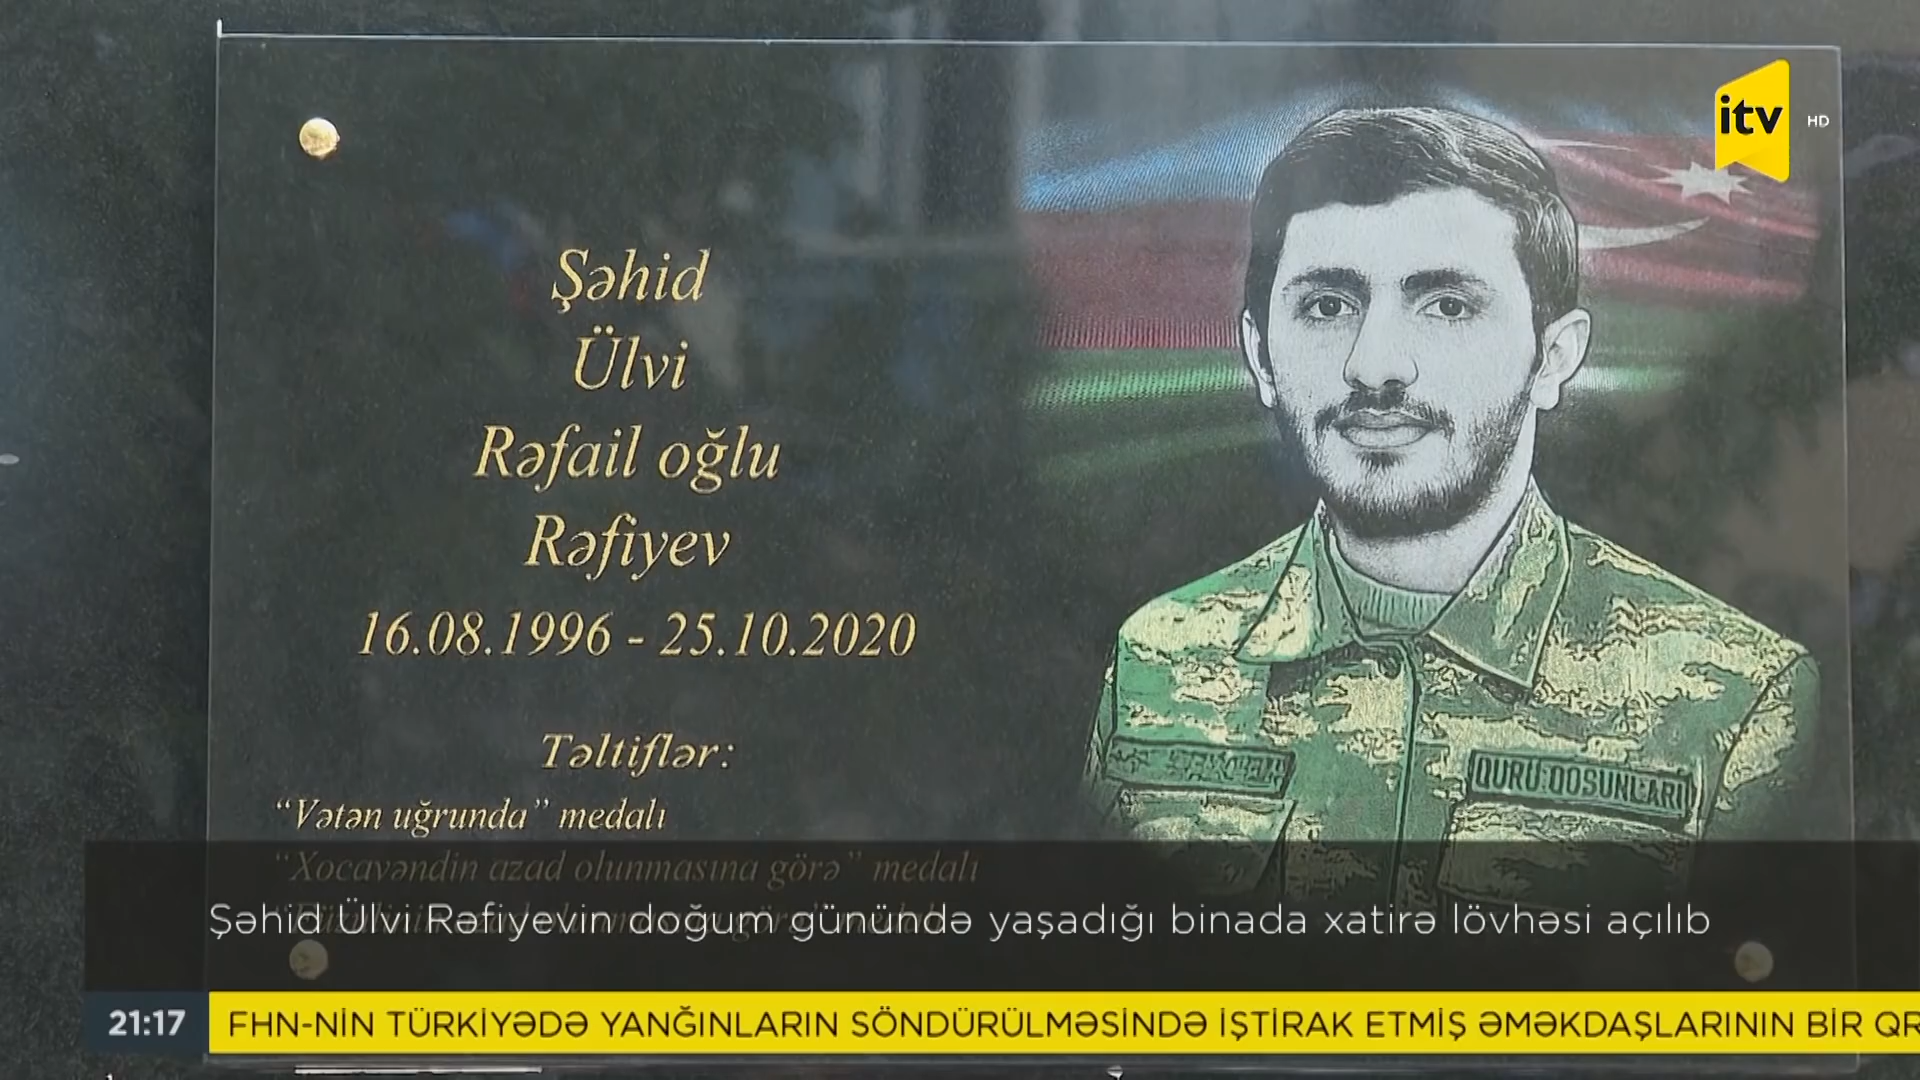 itv HD
Şəhid
Ülvi
Rəfail oğlu
Rəfiyev
16.08.1996 - 25.10.2020
Təltiflər:
“Vətən uğrunda” medalı
“Xocavəndin azad olunmasına görə” medalı
QURU QOSUNLARI
Şəhid Ülvi Rəfiyevin doğum günündə yaşadığı binada xatirə lövhəsi açılıb
21:17 FHN-NİN TÜRKİYƏDƏ YANĞINLARIN SÖNDÜRÜLMƏSİNDƏ İŞTİRAK ETMİŞ ƏMƏKDAŞLARININ BİR QR